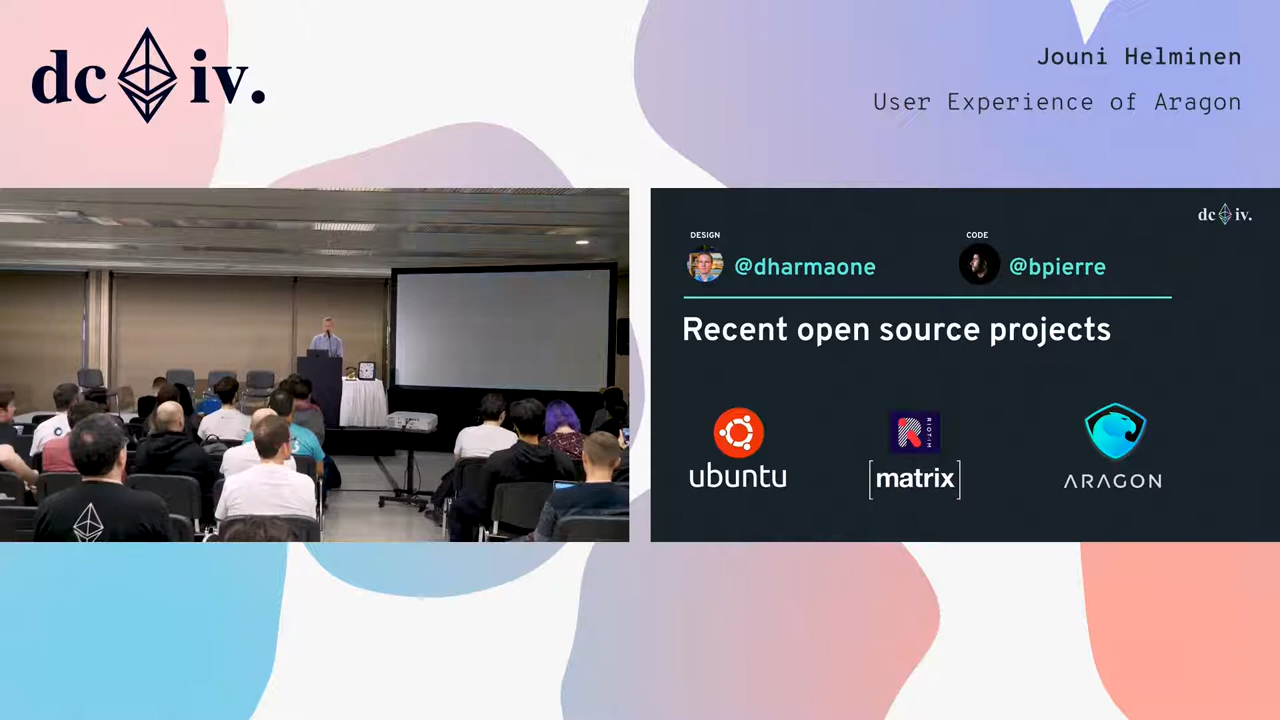 dc iv.
Jouni Helminen
User Experience of Aragon
dc iv.
DESIGN
@dharmaone
CODE
@bpierre
Recent open source projects
ubuntu
RIOT.IM
[matrix]
ARAGON